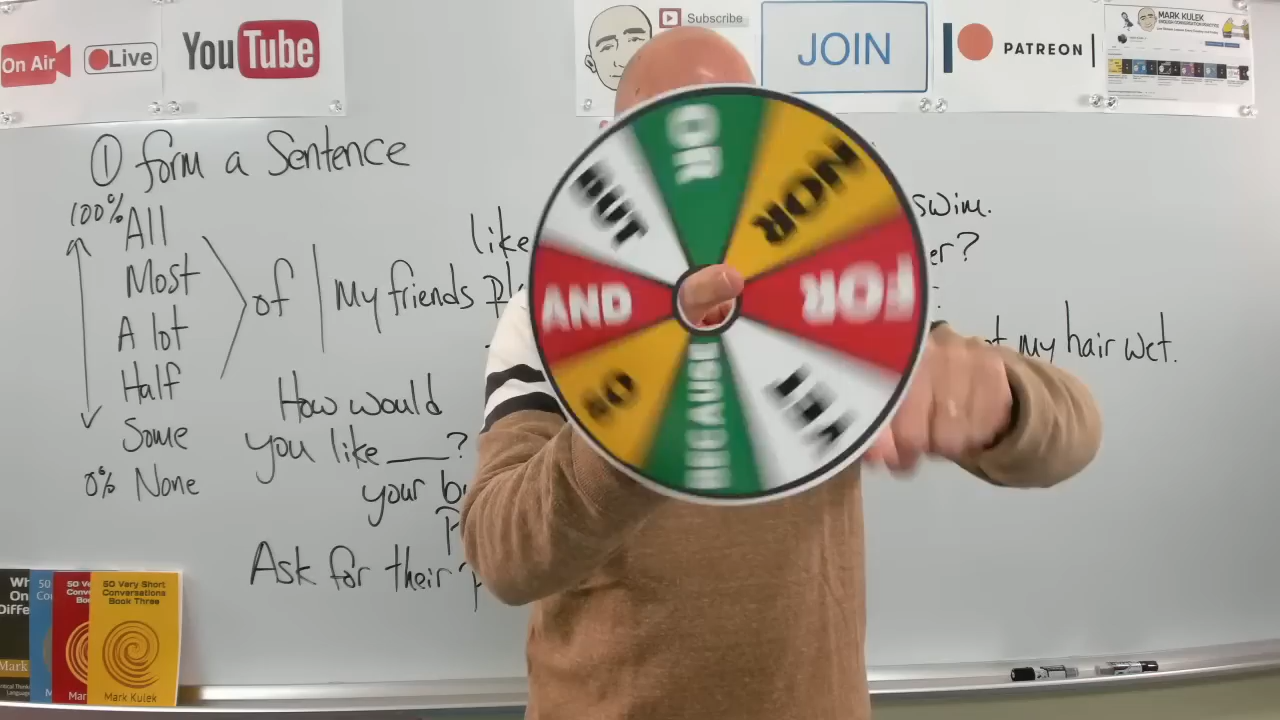 On Air
Live
YouTube
Subscribe
JOIN
PATREON
MARK KULEK
① form a Sentence
100%
All
Most
A lot
Half
Some
0% None
of
My friends
like
How would
you like ___?
your
Ask for their
swim.
er?
my hair wet.
OR
NOR
FOR
YET
BECAUSE
SO
AND
BUT
50 Very Short
Conversations
Book Three
Mark Kulek